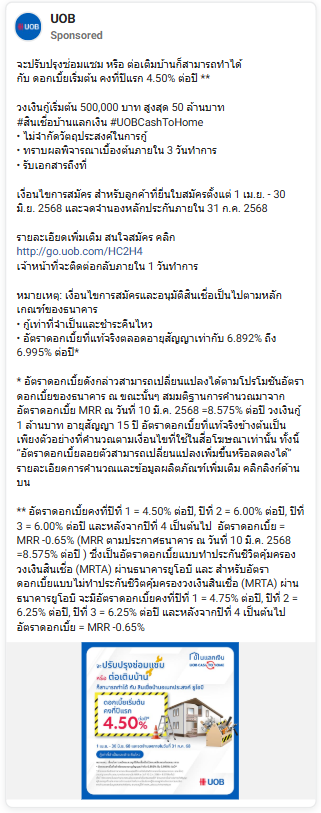 UOB
Sponsored
จะปรับปรุงซ่อมแซม หรือ ต่อเติมบ้านก็สามารถทำได้
กับ ดอกเบี้ยเริ่มต้น คงที่ปีแรก 4.50% ต่อปี **
วงเงินกู้เริ่มต้น 500,000 บาท สูงสุด 50 ล้านบาท
#สินเชื่อบ้านแลกเงิน #UOBCashToHome
• ไม่จำกัดวัตถุประสงค์ในการกู้
• ทราบผลพิจารณาเบื้องต้นภายใน 3 วันทำการ
• รับเอกสารถึงที่
เงื่อนไขการสมัคร สำหรับลูกค้าที่ยื่นใบสมัครตั้งแต่ 1 เม.ย. - 30
มิ.ย. 2568 และจดจำนองหลักประกันภายใน 31 ก.ค. 2568
รายละเอียดเพิ่มเติม สนใจสมัคร คลิก
http://go.uob.com/HC2H4
เจ้าหน้าที่จะติดต่อกลับภายใน 1 วันทำการ
หมายเหตุ: เงื่อนไขการสมัครและอนุมัติสินเชื่อเป็นไปตามหลัก
เกณฑ์ของธนาคาร
• กู้เท่าที่จำเป็นและชำระคืนไหว
• อัตราดอกเบี้ยที่แท้จริงตลอดอายุสัญญาเท่ากับ 6.892% ถึง
6.995% ต่อปี*
* อัตราดอกเบี้ยดังกล่าวสามารถเปลี่ยนแปลงได้ตามโปรโมชันอัตรา
ดอกเบี้ยของธนาคาร ณ ขณะนั้นๆ สมมติฐานการคำนวณมาจาก
อัตราดอกเบี้ย MRR ณ วันที่ 10 มี.ค. 2568 =8.575% ต่อปี วงเงินกู้
1 ล้านบาท อายุสัญญา 15 ปี อัตราดอกเบี้ยที่แท้จริงข้างต้นเป็น
เพียงตัวอย่างที่คำนวณตามเงื่อนไขที่ใช้ในสื่อโฆษณาเท่านั้น ทั้งนี้
“อัตราดอกเบี้ยลอยตัวสามารถเปลี่ยนแปลงเพิ่มขึ้นหรือลดลงได้”
รายละเอียดการคำนวณและข้อมูลผลิตภัณฑ์เพิ่มเติม คลิกลิงก์ด้าน
บน
** อัตราดอกเบี้ยคงที่ปีที่ 1 = 4.50% ต่อปี, ปีที่ 2 = 6.00% ต่อปี, ปีที่
3 = 6.00% ต่อปี และหลังจากปีที่ 4 เป็นต้นไป อัตราดอกเบี้ย =
MRR -0.65% (MRR ตามประกาศธนาคาร ณ วันที่ 10 มี.ค. 2568
=8.575% ต่อปี ) ซึ่งเป็นอัตราดอกเบี้ยแบบทำประกันชีวิตคุ้มครอง
วงเงินสินเชื่อ (MRTA) ผ่านธนาคารยูโอบี และ สำหรับอัตรา
ดอกเบี้ยแบบไม่ทำประกันชีวิตคุ้มครองวงเงินสินเชื่อ (MRTA) ผ่าน
ธนาคารยูโอบี จะมีอัตราดอกเบี้ยคงที่ปีที่ 1 = 4.75% ต่อปี, ปีที่ 2 =
6.25% ต่อปี, ปีที่ 3 = 6.25% ต่อปี และหลังจากปีที่ 4 เป็นต้นไป
อัตราดอกเบี้ย = MRR -0.65%
จะปรับปรุงซ่อมแซม
หรือ ต่อเติมบ้าน
ดอกเบี้ยเริ่มต้น
คงที่ปีแรก
4.50%
UOB